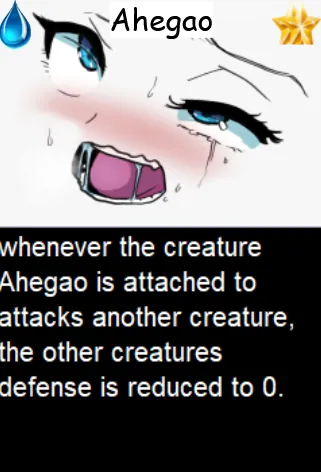 Ahegao
whenever the creature
Ahegao is attached to
attacks another creature,
the other creatures
defense is reduced to 0.